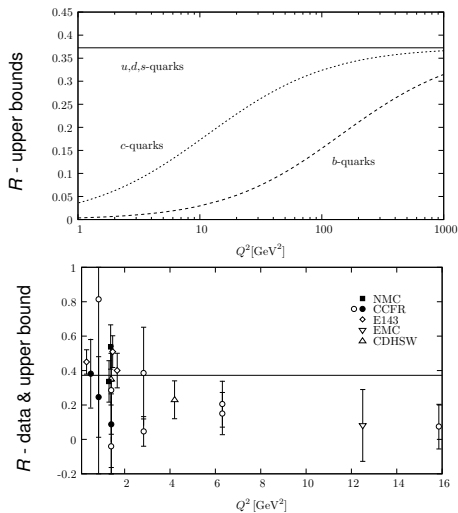 R - upper bounds
0.45
0.4
0.35
0.3
0.25
0.2
0.15
0.1
0.05
0
u,d,s-quarks
c-quarks
b-quarks
1 10 100 1000
Q²[GeV²]
R - data & upper bound
1
0.8
0.6
0.4
0.2
0
-0.2
NMC
CCFR
E143
EMC
CDHSW
2 4 6 8 10 12 14 16
Q²[GeV²]